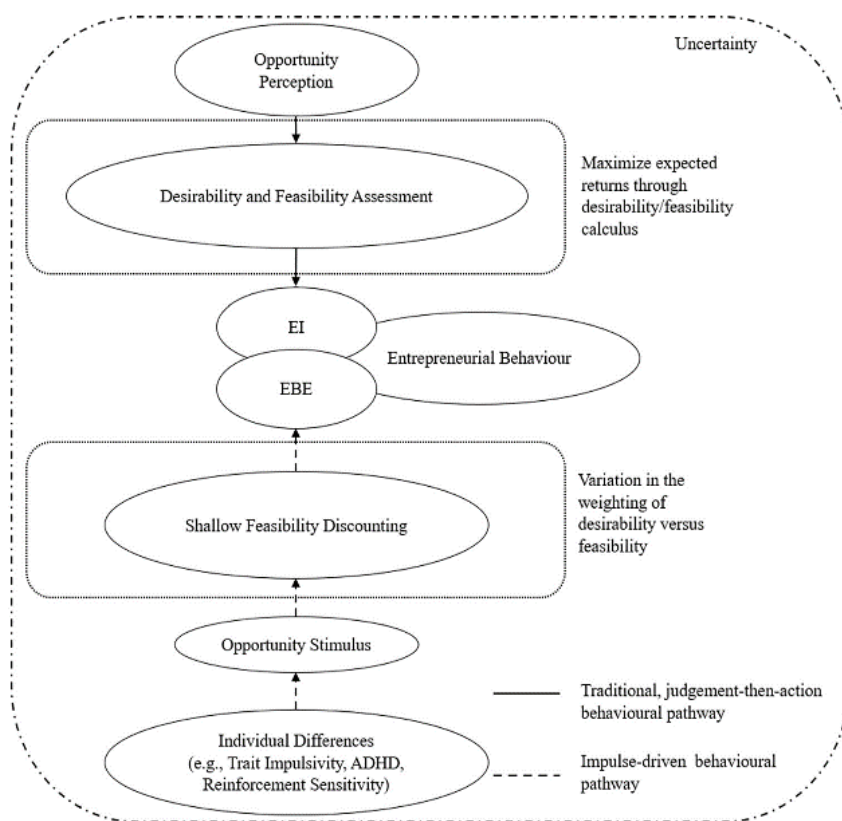 Uncertainty
Opportunity
Perception
Desirability and Feasibility Assessment
Maximize expected
returns through
desirability/feasibility
calculus
EI
Entrepreneurial Behaviour
EBE
Shallow Feasibility Discounting
Variation in the
weighting of
desirability versus
feasibility
Opportunity Stimulus
Individual Differences
(e.g., Trait Impulsivity, ADHD,
Reinforcement Sensitivity)
Traditional, judgement-then-action
behavioural pathway
Impulse-driven behavioural
pathway